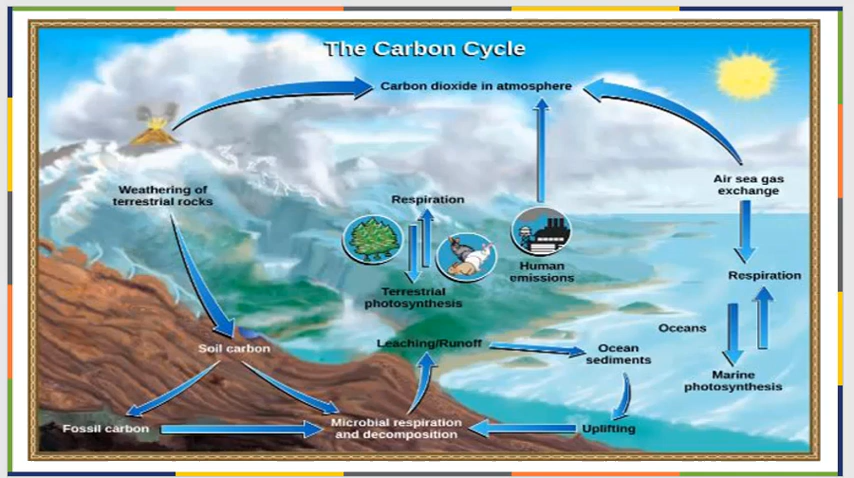 The Carbon Cycle
Carbon dioxide in atmosphere
Air sea gas
exchange
Weathering of
terrestrial rocks
Respiration
Human
emissions
Respiration
Terrestrial
photosynthesis
Oceans
Leaching/Runoff
Soil carbon
Ocean
sediments
Marine
photosynthesis
Fossil carbon
Microbial respiration
and decomposition
Uplifting